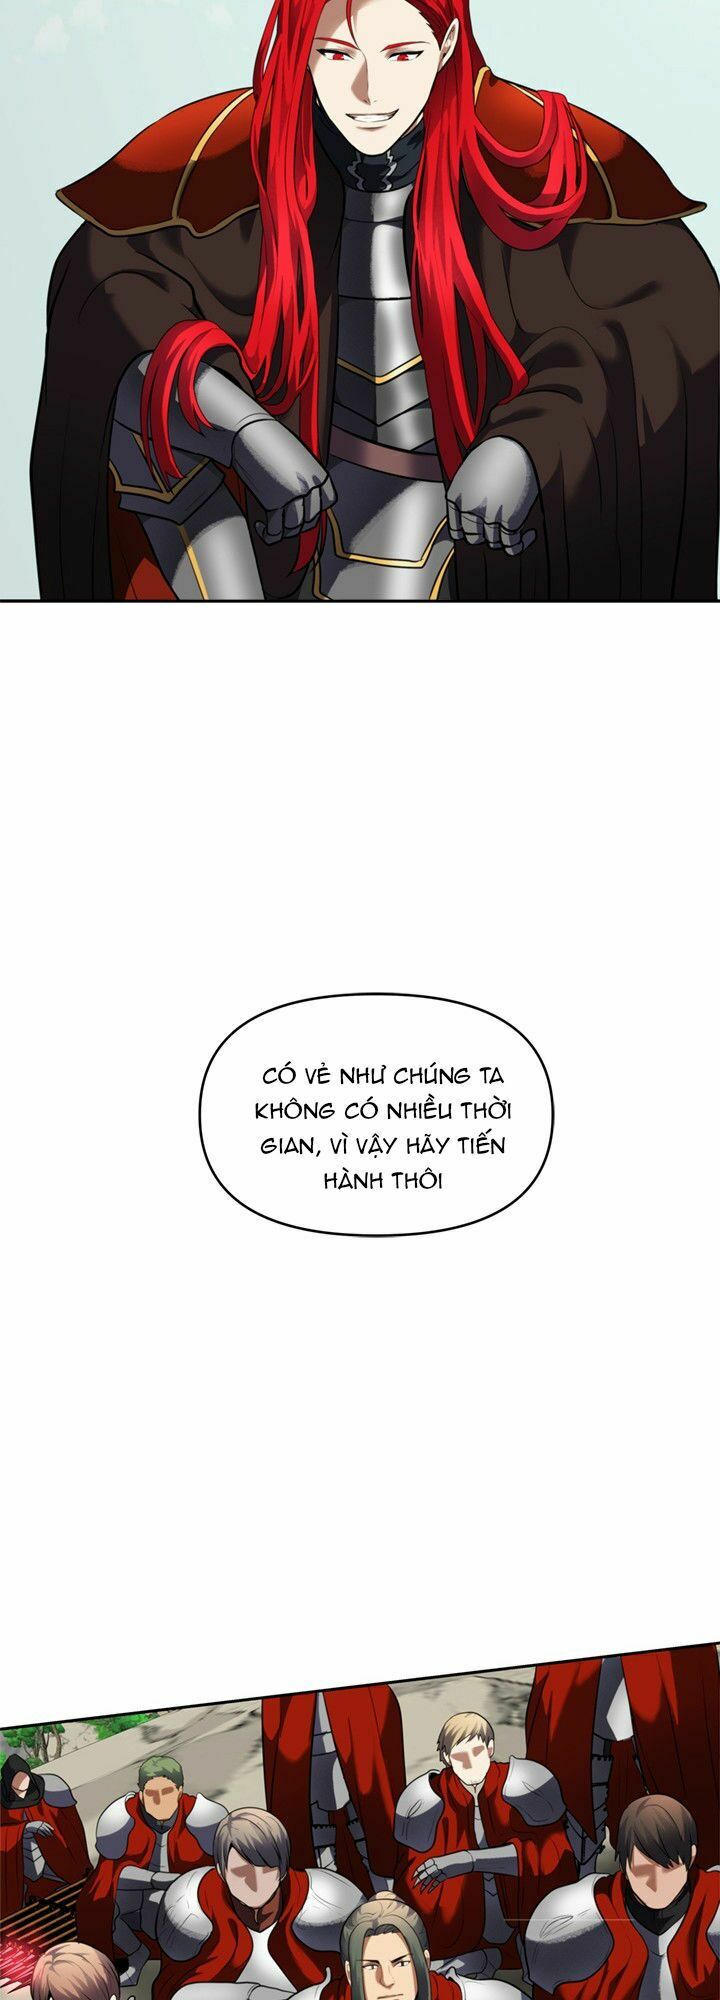 CÓ VẺ NHƯ CHÚNG TA
KHÔNG CÓ NHIỀU THỜI
GIAN, VÌ VẬY HÃY TIẾN
HÀNH THÔI